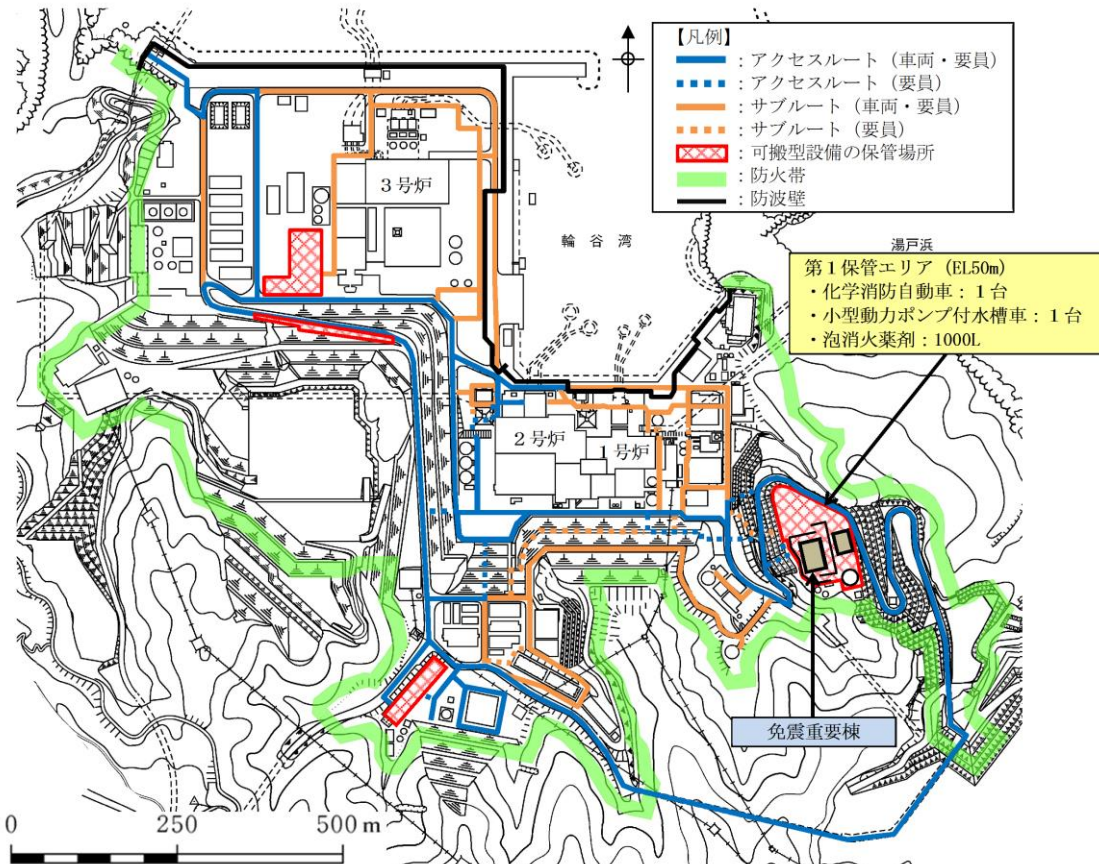 【凡例】
：アクセスルート（車両・要員）
：アクセスルート（要員）
：サブルート（車両・要員）
：サブルート（要員）
：可搬型設備の保管場所
：防火帯
：防波壁
3号炉
輪谷湾
湯戸浜
第１保管エリア（EL50m）
・化学消防自動車：１台
・小型動力ポンプ付水槽車：１台
・泡消火薬剤：1000L
２号炉
１号炉
免震重要棟
0 250 500 m